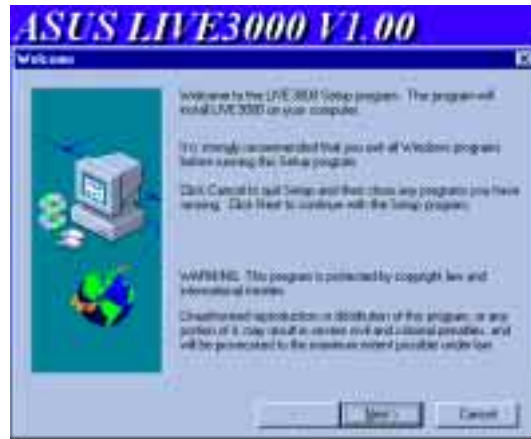 ASUS LIVE3000 V1.00
Welcome
Welcome to the LIVE 3000 Setup program. This program will
install LIVE 3000 on your computer.
It is strongly recommended that you exit all Windows programs
before running this Setup program.
Click Cancel to quit Setup and then close any programs you have
running. Click Next to continue with the Setup program.
WARNING: This program is protected by copyright law and
international treaties.
Unauthorized reproduction or distribution of this program, or any
portion of it, may result in severe civil and criminal penalties, and
will be prosecuted to the maximum extent possible under law.
Next >
Cancel